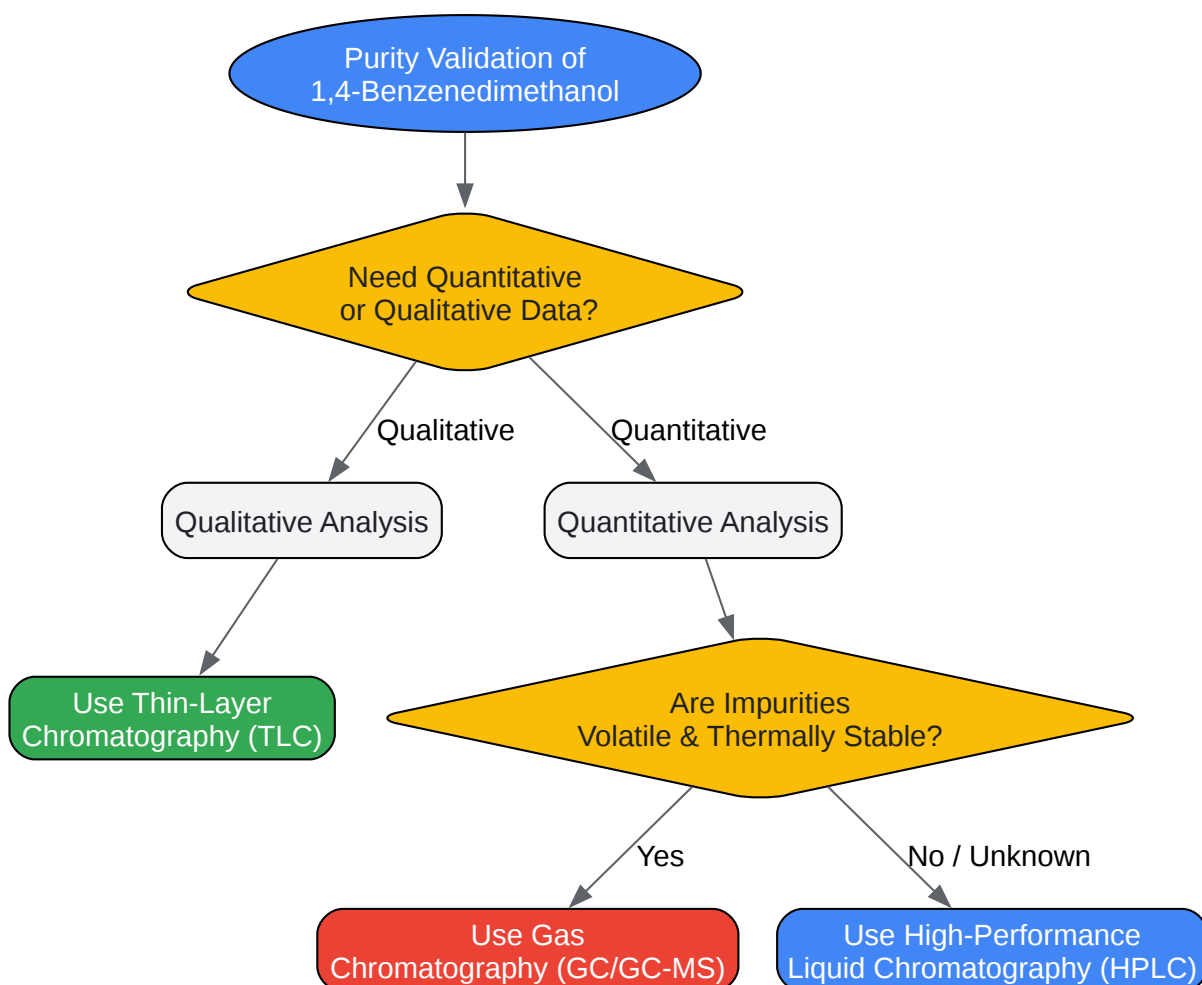 Purity Validation of
1,4-Benzenedimethanol
Need Quantitative
or Qualitative Data?
Qualitative
Quantitative
Qualitative Analysis
Quantitative Analysis
Use Thin-Layer
Chromatography (TLC)
Are Impurities
Volatile & Thermally Stable?
Yes
No / Unknown
Use Gas
Chromatography (GC/GC-MS)
Use High-Performance
Liquid Chromatography (HPLC)